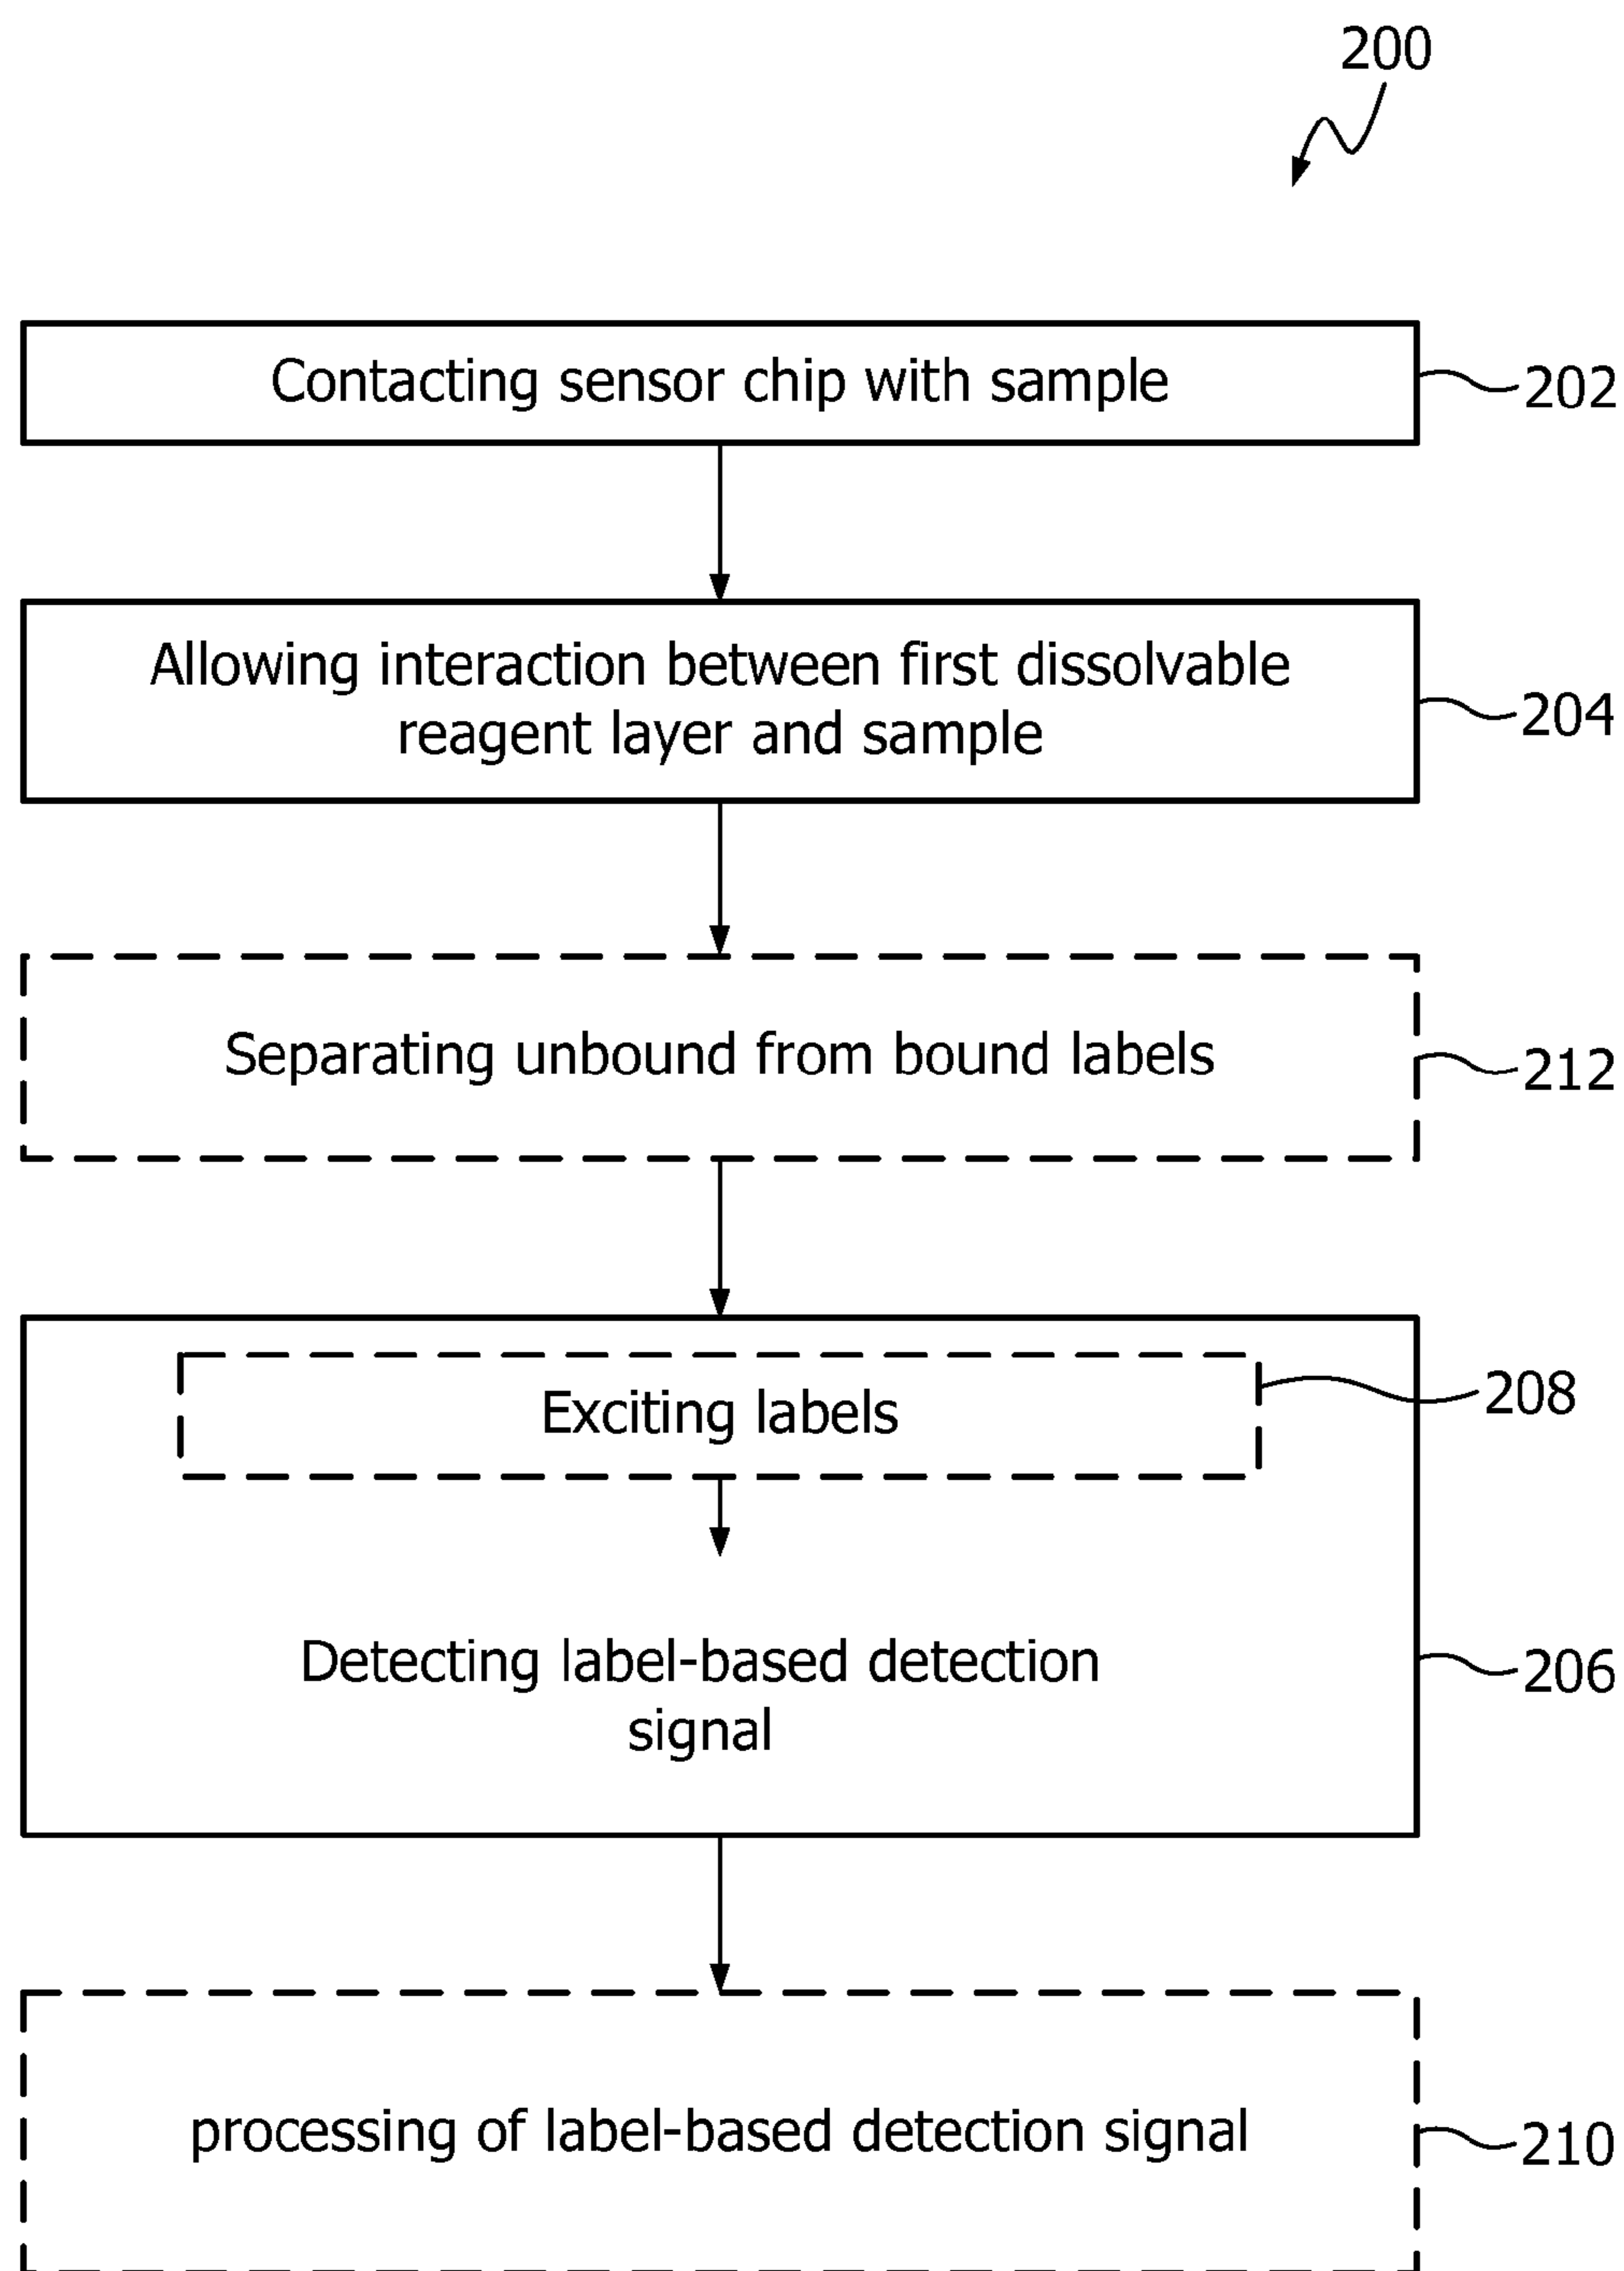 200
Contacting sensor chip with sample
202
Allowing interaction between first dissolvable
reagent layer and sample
204
Separating unbound from bound labels
212
Exciting labels
208
Detecting label-based detection
signal
206
processing of label-based detection signal
210